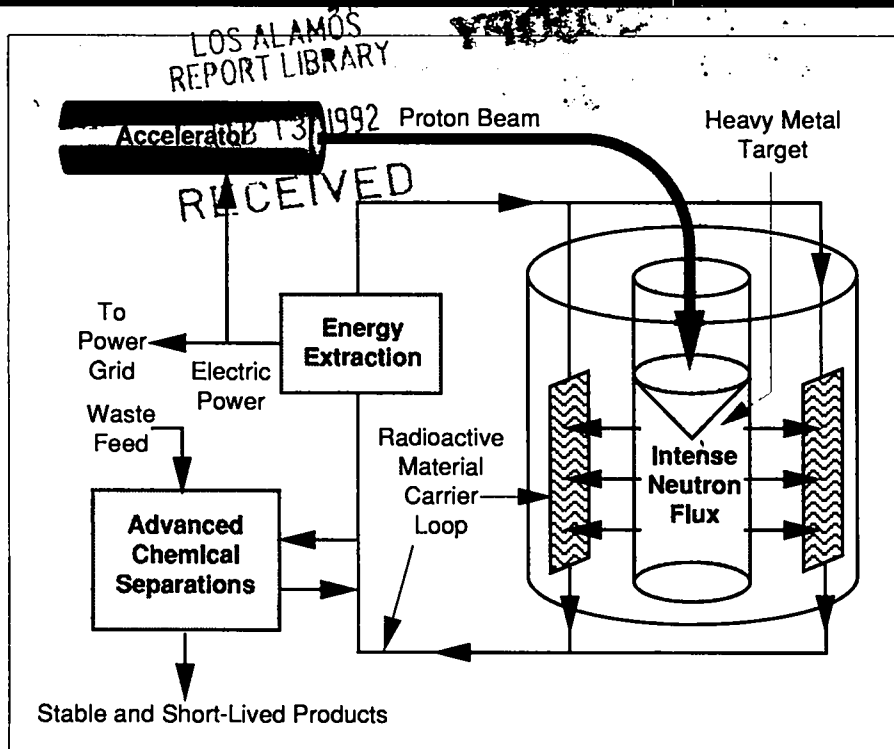 LOS ALAMOS
REPORT LIBRARY
Accelerator
13 1992
RECEIVED
Proton Beam
Heavy Metal
Target
To
Power
Grid
Electric
Power
Energy
Extraction
Waste
Feed
Radioactive
Material
Carrier
Loop
Intense
Neutron
Flux
Advanced
Chemical
Separations
Stable and Short-Lived Products